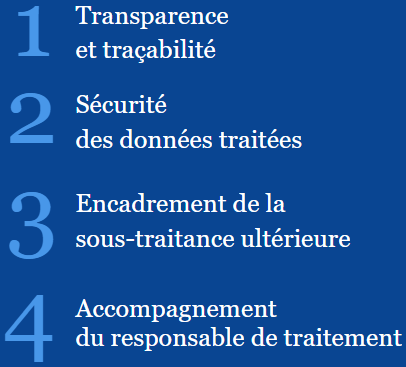 1 Transparence
et traçabilité
2 Sécurité
des données traitées
3 Encadrement de la
sous-traitance ultérieure
4 Accompagnement
du responsable de traitement